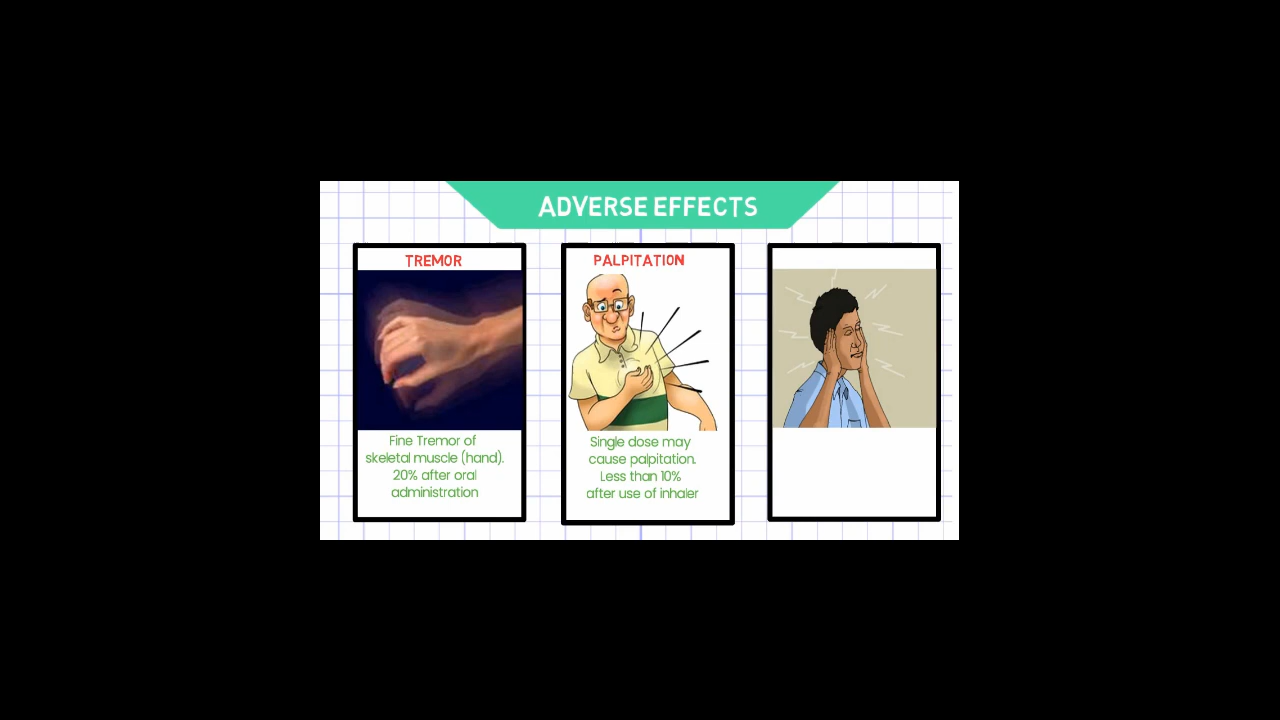 ADVERSE EFFECTS
TREMOR
Fine Tremor of
skeletal muscle (hand).
20% after oral
administration
PALPITATION
Single dose may
cause palpitation.
Less than 10%
after use of inhaler